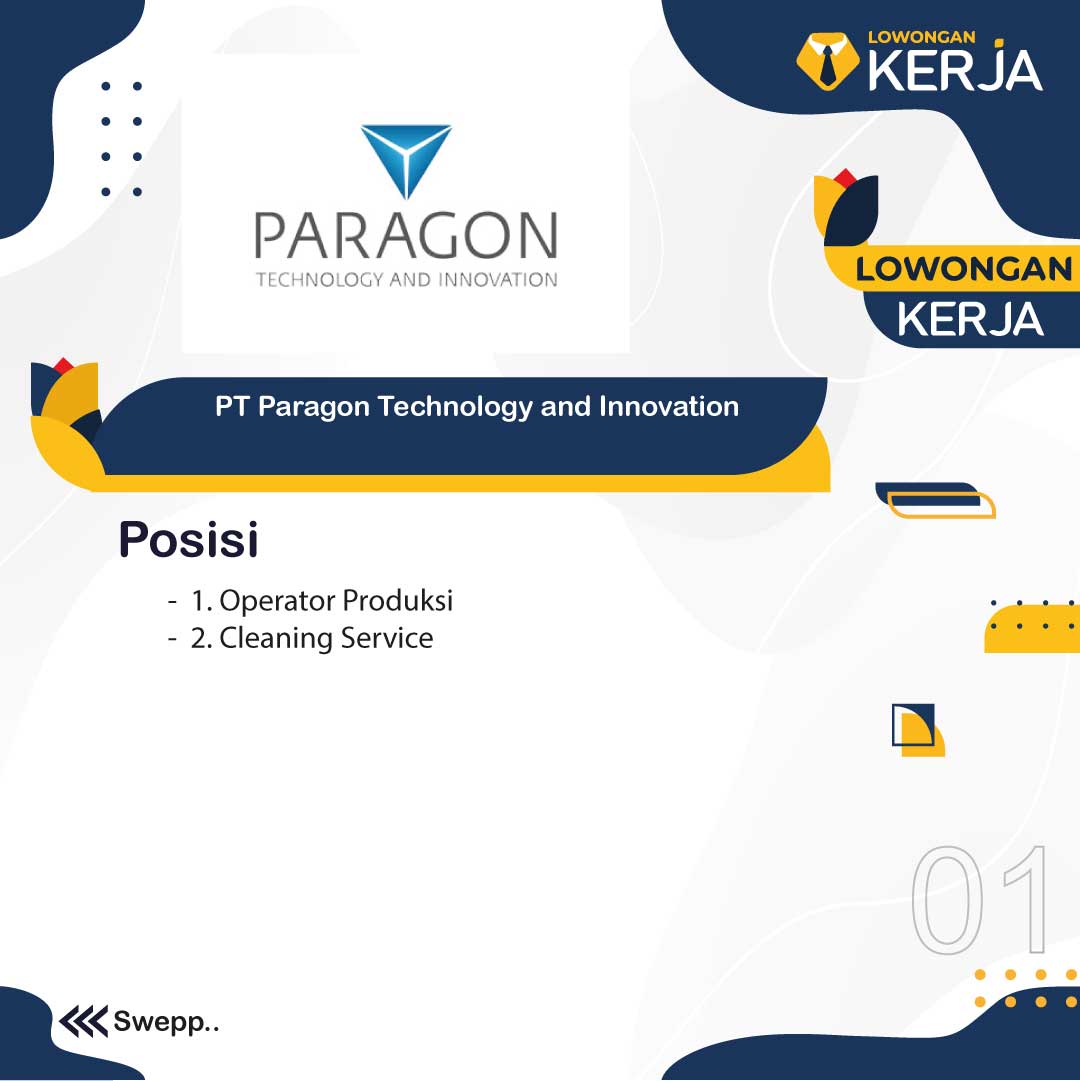 LOWONGAN
KERJA
PARAGON
TECHNOLOGY AND INNOVATION
LOWONGAN
KERJA
PT Paragon Technology and Innovation
Posisi
- 1. Operator Produksi
- 2. Cleaning Service
01
Swepp..